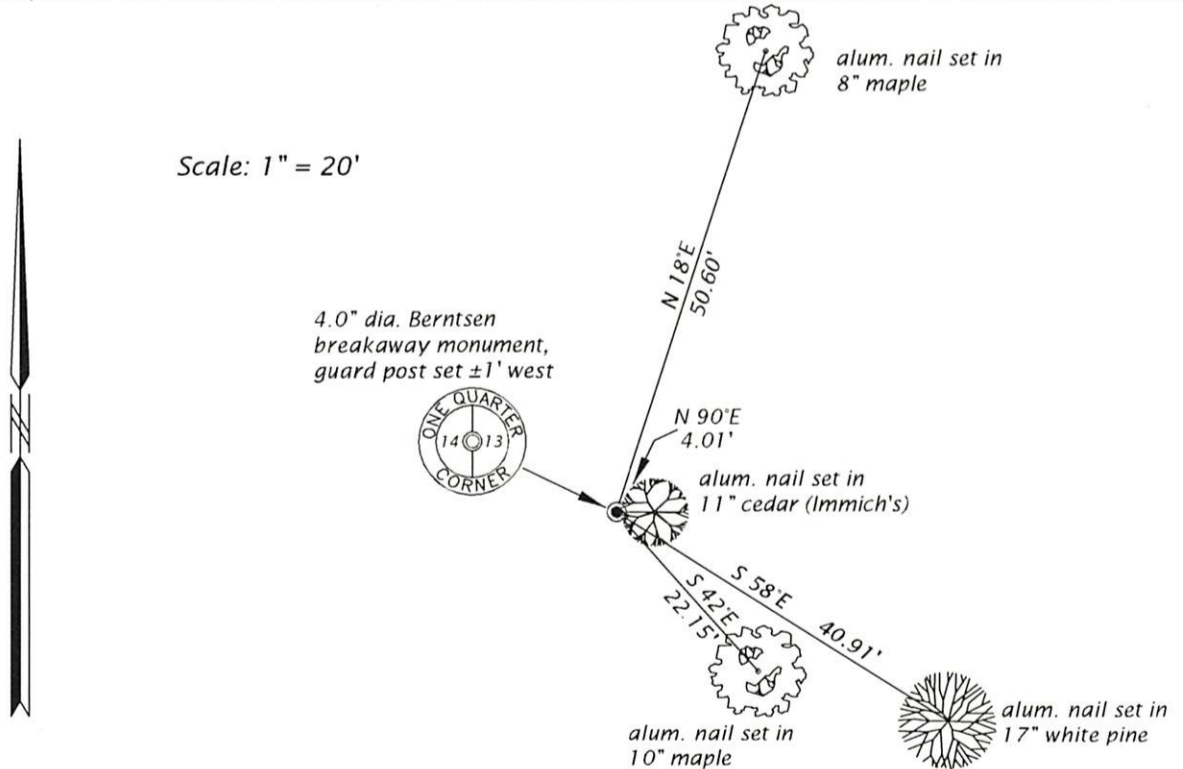 alum. nail set in
8" maple
Scale: 1" = 20'
N 18°E
50.60'
4.0" dia. Berntsen
breakaway monument,
guard post set ±1' west
ONE QUARTER
14 13
CORNER
N 90°E
4.01'
alum. nail set in
11" cedar (Immich's)
N
S 58°E
40.91'
S 42°E
22.15'
alum. nail set in
17" white pine
alum. nail set in
10" maple